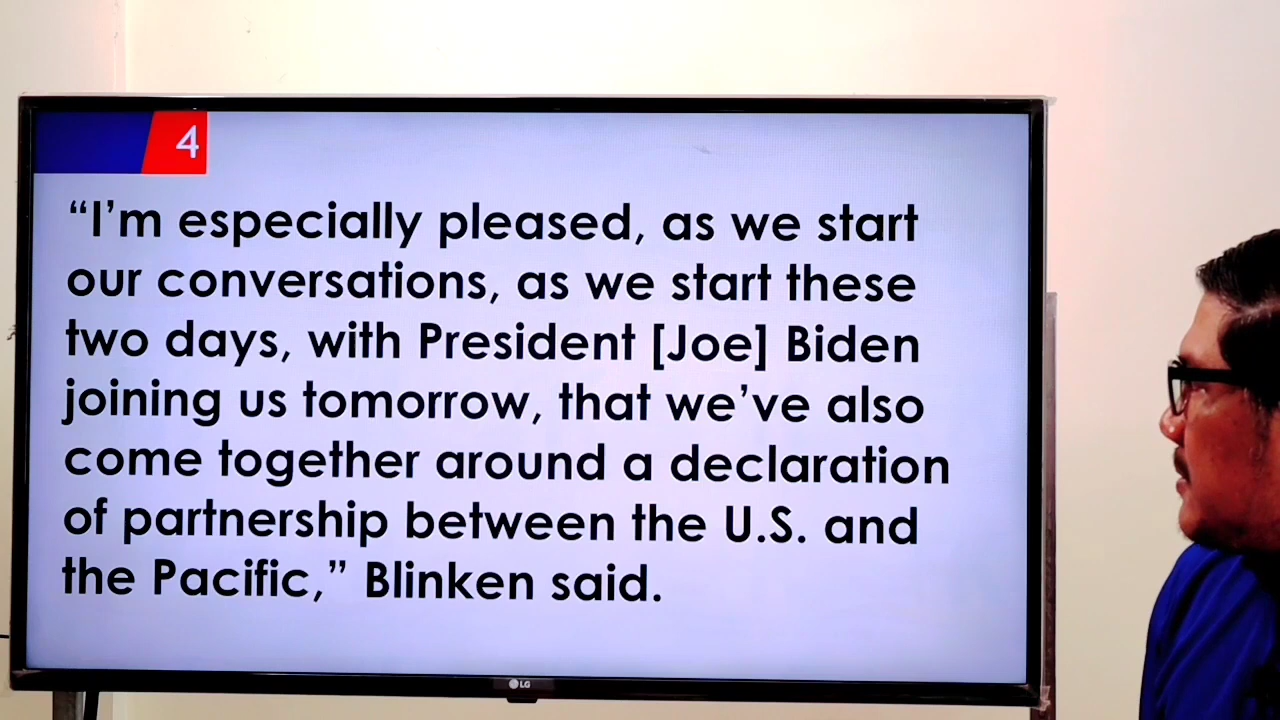 4
“I’m especially pleased, as we start
our conversations, as we start these
two days, with President [Joe] Biden
joining us tomorrow, that we’ve also
come together around a declaration
of partnership between the U.S. and
the Pacific,” Blinken said.
LG